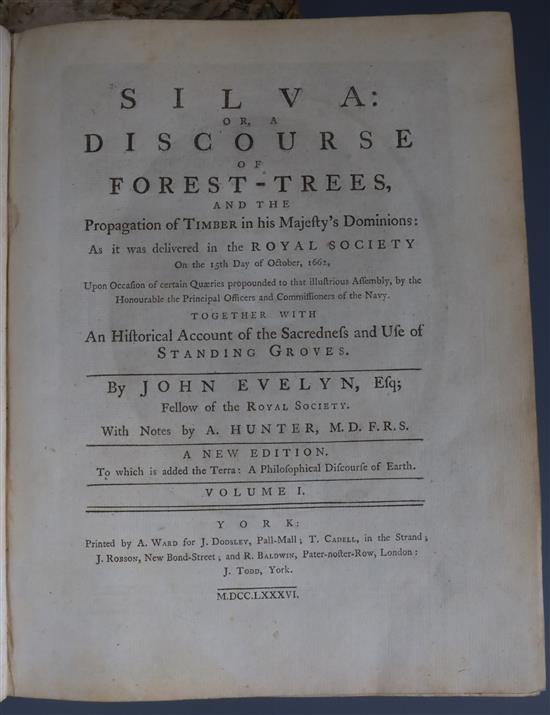 SILVA:
OR, A
DISCOURSE
OF
FOREST-TREES,
AND THE
Propagation of TIMBER in his Majeſty's Dominions:
As it was delivered in the ROYAL SOCIETY
On the 15th Day of October, 1662,
Upon Occaſion of certain Quæries propounded to that illuſtrious Aſſembly, by the
Honourable the Principal Officers and Commiſſioners of the Navy.
TOGETHER WITH
An Hiſtorical Account of the Sacredneſs and Uſe of
STANDING GROVES.
By JOHN EVELYN, Eſq;
Fellow of the ROYAL SOCIETY.
With Notes by A. HUNTER, M.D. F.R.S.
A NEW EDITION.
To which is added the Terra: A Philoſophical Diſcourſe of Earth.
VOLUME I.
YORK:
Printed by A. WARD for J. DODSLEY, Pall-Mall; T. CADELL, in the Strand;
J. ROBSON, New Bond-Street; and R. BALDWIN, Pater-noſter-Row, London:
J. TODD, York.
M.DCC.LXXXVI.